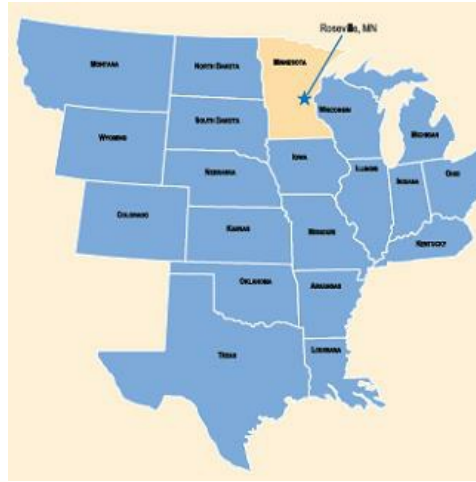 Roseville, MN
MONTANA
NORTH DAKOTA
MINNESOTA
SOUTH DAKOTA
WISCONSIN
MICHIGAN
WYOMING
NEBRASKA
IOWA
ILLINOIS
INDIANA
OHIO
COLORADO
KANSAS
MISSOURI
KENTUCKY
OKLAHOMA
ARKANSAS
TEXAS
LOUISIANA